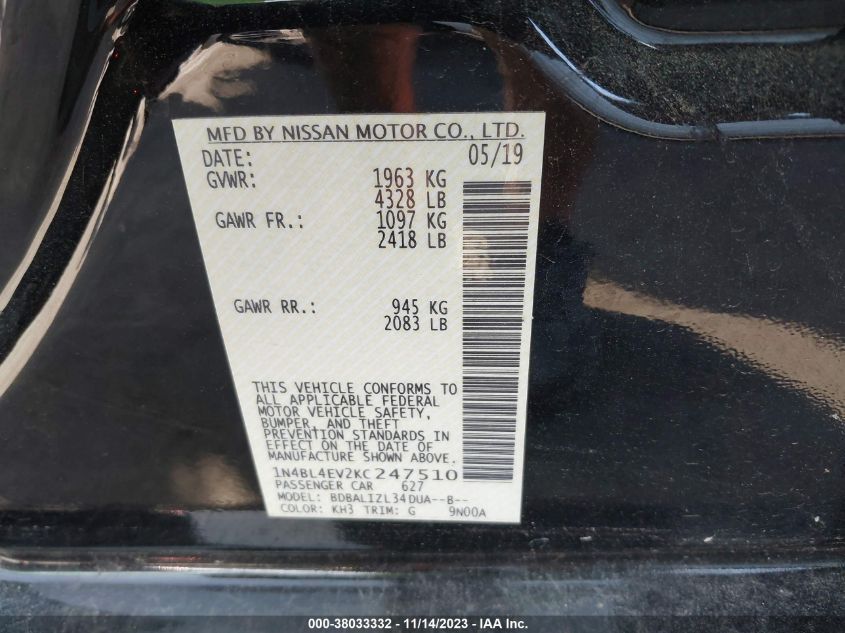 MFD BY NISSAN MOTOR CO., LTD.
DATE: 05/19
GVWR: 1963 KG
4328 LB
GAWR FR.: 1097 KG
2418 LB
GAWR RR.: 945 KG
2083 LB
THIS VEHICLE CONFORMS TO
ALL APPLICABLE FEDERAL
MOTOR VEHICLE SAFETY,
BUMPER, AND THEFT
PREVENTION STANDARDS IN
EFFECT ON THE DATE OF
MANUFACTURE SHOWN ABOVE.
1N4BL4EV2KC247510
PASSENGER CAR 627
MODEL: BDBALIZL34DUA--B--
COLOR: KH3 TRIM: G 9N00A
000-38033332 - 11/14/2023 - IAAI Inc.